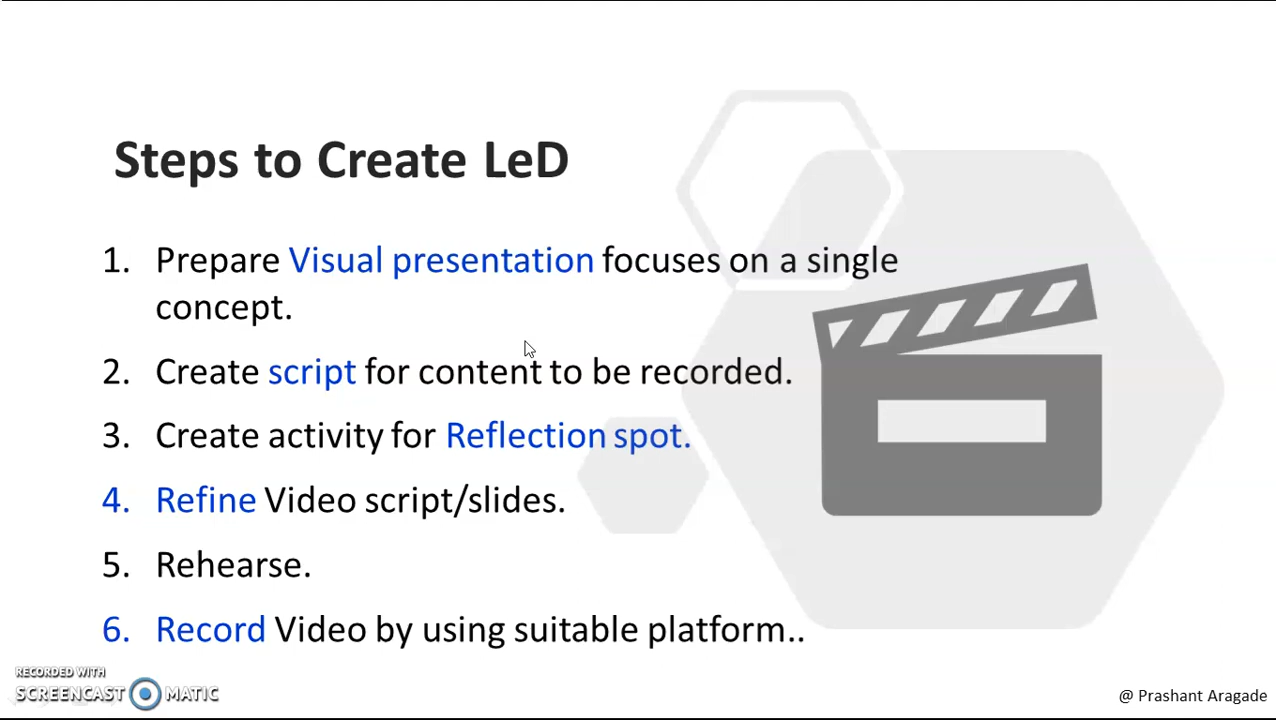 Steps to Create LeD
1. Prepare Visual presentation focuses on a single
concept.
2. Create script for content to be recorded.
3. Create activity for Reflection spot.
4. Refine Video script/slides.
5. Rehearse.
6. Record Video by using suitable platform..
RECORDED WITH
SCREENCAST MATIC
@ Prashant Aragade